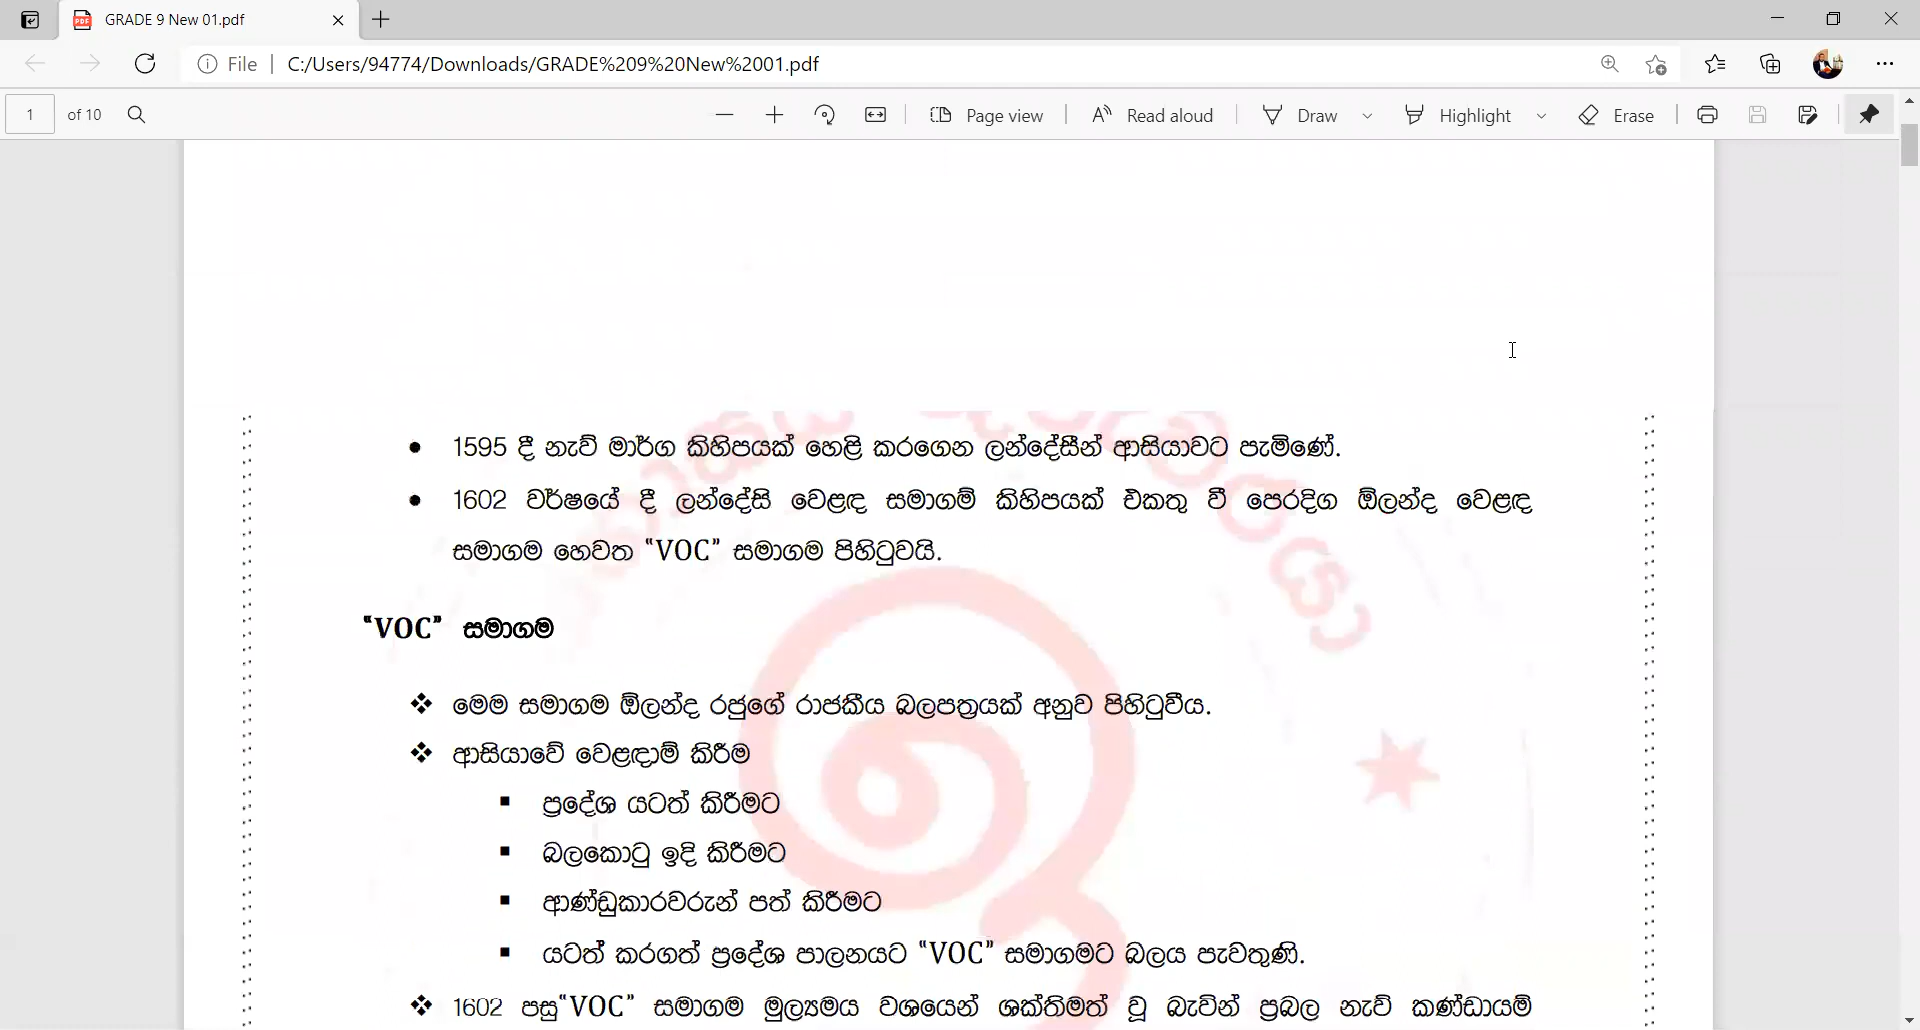 GRADE 9 New 01.pdf
File
C:/Users/94774/Downloads/GRADE%209%20New%2001.pdf
1 of 10
Page view
Read aloud
Draw
Highlight
Erase
• 1595 දී නැව් මාර්ග කිහිපයක් හෙළි කරගෙන ලන්දේසීන් ආසියාවට පැමිණේ.
• 1602 වර්ෂයේ දී ලන්දේසි වෙළඳ සමාගම් කිහිපයක් එකතු වී පෙරදිග ඕලන්ද වෙළඳ
සමාගම හෙවත "VOC" සමාගම පිහිටුවයි.
"VOC" සමාගම
❖ මෙම සමාගම ඕලන්ද රජුගේ රාජකීය බලපත්‍රයක් අනුව පිහිටුවීය.
❖ ආසියාවේ වෙළඳාම් කිරීම
▪ ප්‍රදේශ යටත් කිරීමට
▪ බලකොටු ඉදි කිරීමට
▪ ආණ්ඩුකාරවරුන් පත් කිරීමට
▪ යටත් කරගත් ප්‍රදේශ පාලනයට "VOC" සමාගමට බලය පැවතුණි.
❖ 1602 පසු"VOC" සමාගම මුල්‍යමය වශයෙන් ශක්තිමත් වූ බැවින් ප්‍රබල නැව් කණ්ඩායම්